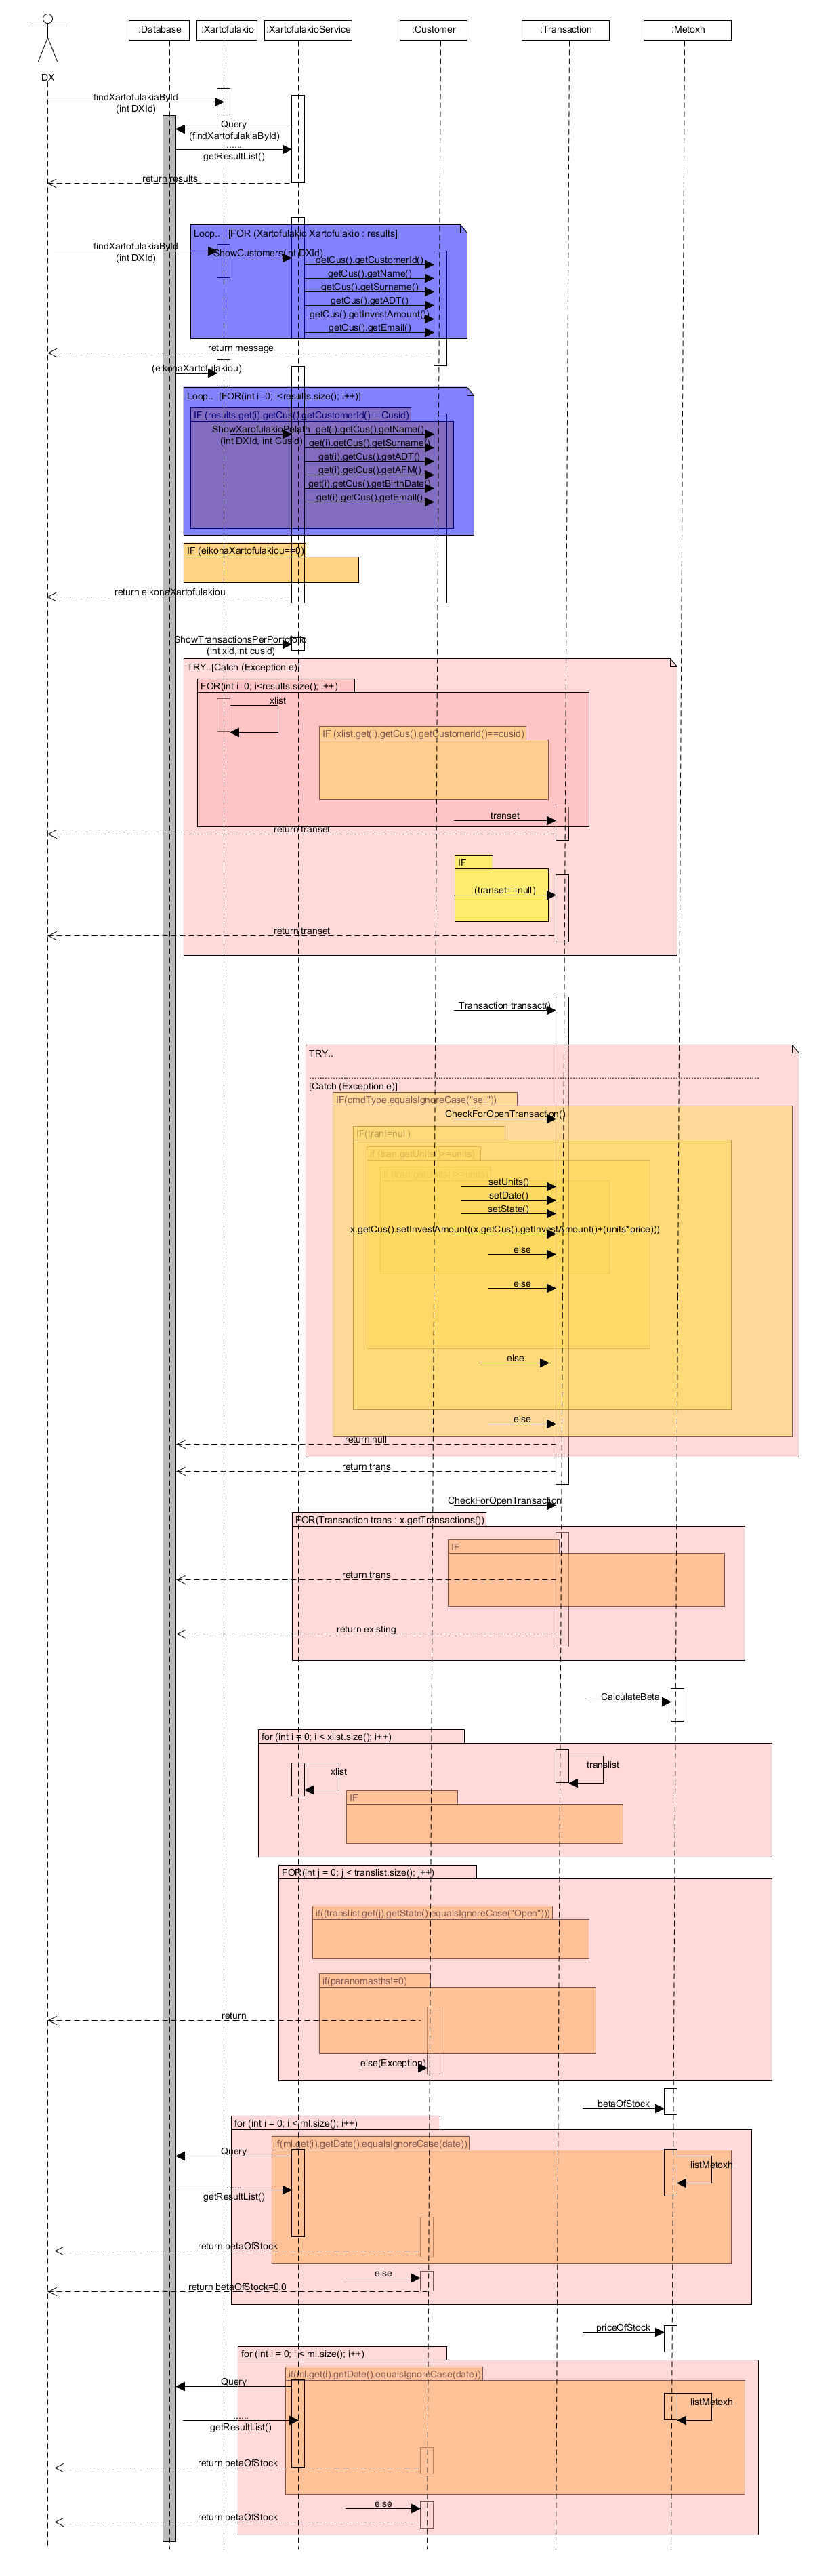 :Database
:Xartofulakio
:XartofulakioService
:Customer
:Transaction
:Metoxh
DX
findXartofulakiaById
(int DXId)
Query
(findXartofulakiaById)
......
getResultList()
return results
Loop.. [FOR (Xartofulakio Xartofulakio : results]
findXartofulakiaById
(int DXId)
ShowCustomers(int DXId)
getCus().getCustomerId()
getCus().getName()
getCus().getSurname()
getCus().getADT()
getCus().getInvestAmount()
getCus().getEmail()
return message
(eikonaXartofulakiou)
Loop.. [FOR(int i=0; i<results.size(); i++)]
IF (results.get(i).getCus().getCustomerId()==Cusid)
ShowXarofulakioPelath
(int DXId, int Cusid)
get(i).getCus().getName()
get(i).getCus().getSurname()
get(i).getCus().getADT()
get(i).getCus().getAFM()
get(i).getCus().getBirthDate()
get(i).getCus().getEmail()
IF (eikonaXartofulakiou==0)
return eikonaXartofulakiou
ShowTransactionsPerPortofolio
(int xid,int cusid)
TRY..[Catch (Exception e)]
FOR(int i=0; i<results.size(); i++)
xlist
IF (xlist.get(i).getCus().getCustomerId()==cusid)
transet
return transet
IF
(transet==null)
return transet
Transaction transact()
TRY..
[Catch (Exception e)]
IF(cmdType.equalsIgnoreCase("sell"))
CheckForOpenTransaction()
IF(tran!=null)
if (tran.getUnits()>=units)
setUnits()
setDate()
setState()
x.getCus().setInvestAmount((x.getCus().getInvestAmount()+(units*price)))
else
else
else
else
return null
return trans
CheckForOpenTransaction
FOR(Transaction trans : x.getTransactions())
IF
return trans
return existing
CalculateBeta
for (int i = 0; i < xlist.size(); i++)
xlist
translist
IF
FOR(int j = 0; j < translist.size(); j++)
if((translist.get(j).getState().equalsIgnoreCase("Open")))
if(paranomasths!=0)
return
else(Exception)
betaOfStock
for (int i = 0; i < ml.size(); i++)
if(ml.get(i).getDate().equalsIgnoreCase(date))
Query
listMetoxh
......
getResultList()
return betaOfStock
else
return betaOfStock=0.0
priceOfStock
for (int i = 0; i < ml.size(); i++)
if(ml.get(i).getDate().equalsIgnoreCase(date))
Query
listMetoxh
......
getResultList()
return betaOfStock
else
return betaOfStock